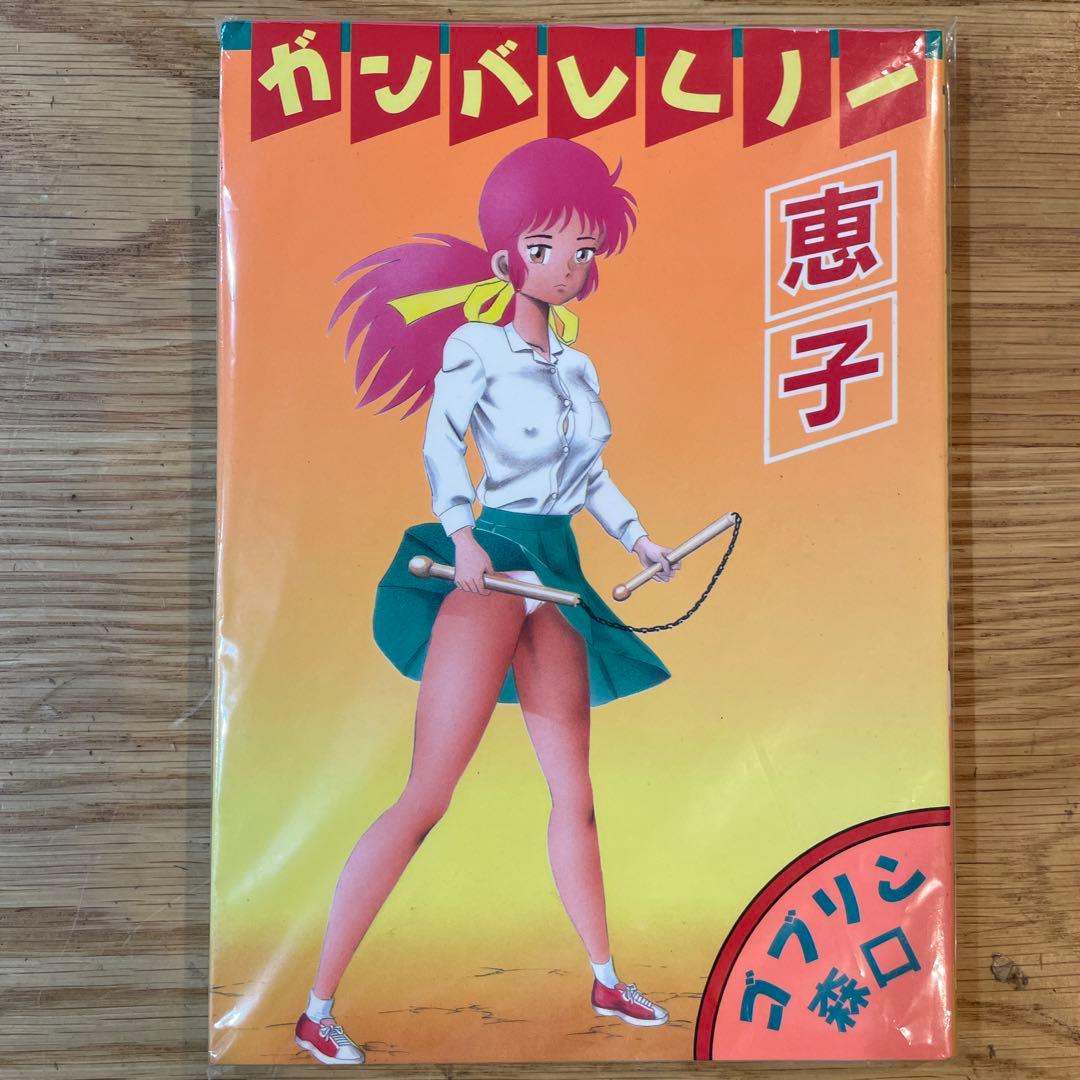 ガンバレくノ一
恵子
ゴブリン
森口